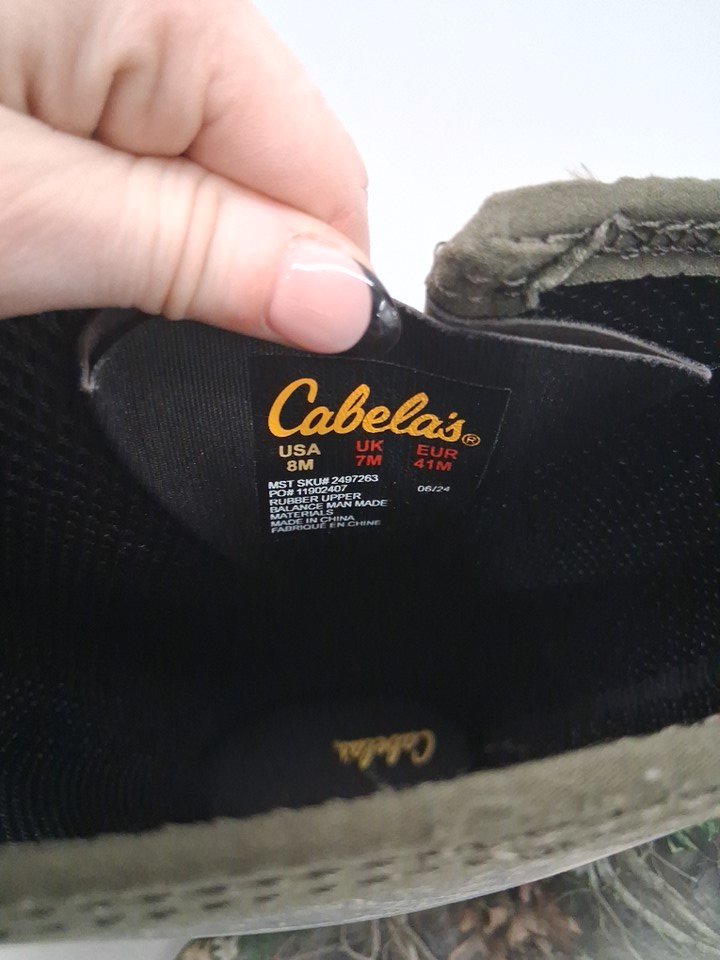 Cabela's®
USA UK EUR
8M 7M 41M
MST SKU# 2497263
PO# 11902407 06/24
RUBBER UPPER
BALANCE MAN MADE
MATERIALS
MADE IN CHINA
FABRIQUÉ EN CHINE
Cabela's